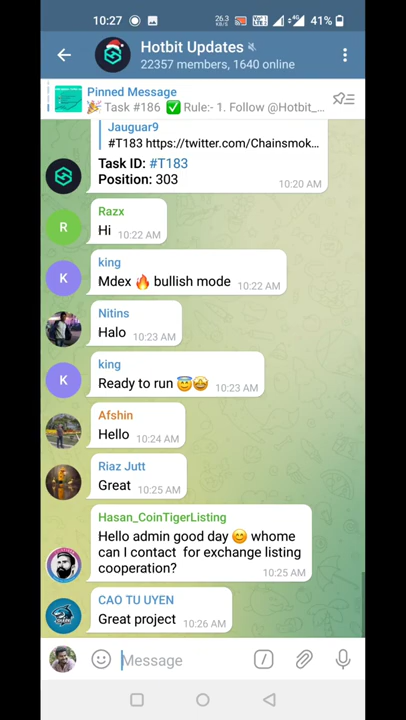 10:27
26.3
41%
Hotbit Updates
22357 members, 1640 online
Pinned Message
🎉 Task #186 ✅ Rule:- 1. Follow @Hotbit_...
Jauguar9
#T183 https://twitter.com/Chainsmok...
Task ID: #T183
Position: 303
10:20 AM
Razx
R
Hi
10:22 AM
king
K
Mdex 🔥 bullish mode
10:22 AM
Nitins
Halo
10:23 AM
king
K
Ready to run 😇🤩
10:23 AM
Afshin
Hello
10:24 AM
Riaz Jutt
Great
10:25 AM
Hasan_CoinTigerListing
Hello admin good day 😊 whome
can I contact for exchange listing
cooperation?
10:25 AM
CAO TU UYEN
Great project
10:26 AM
Message